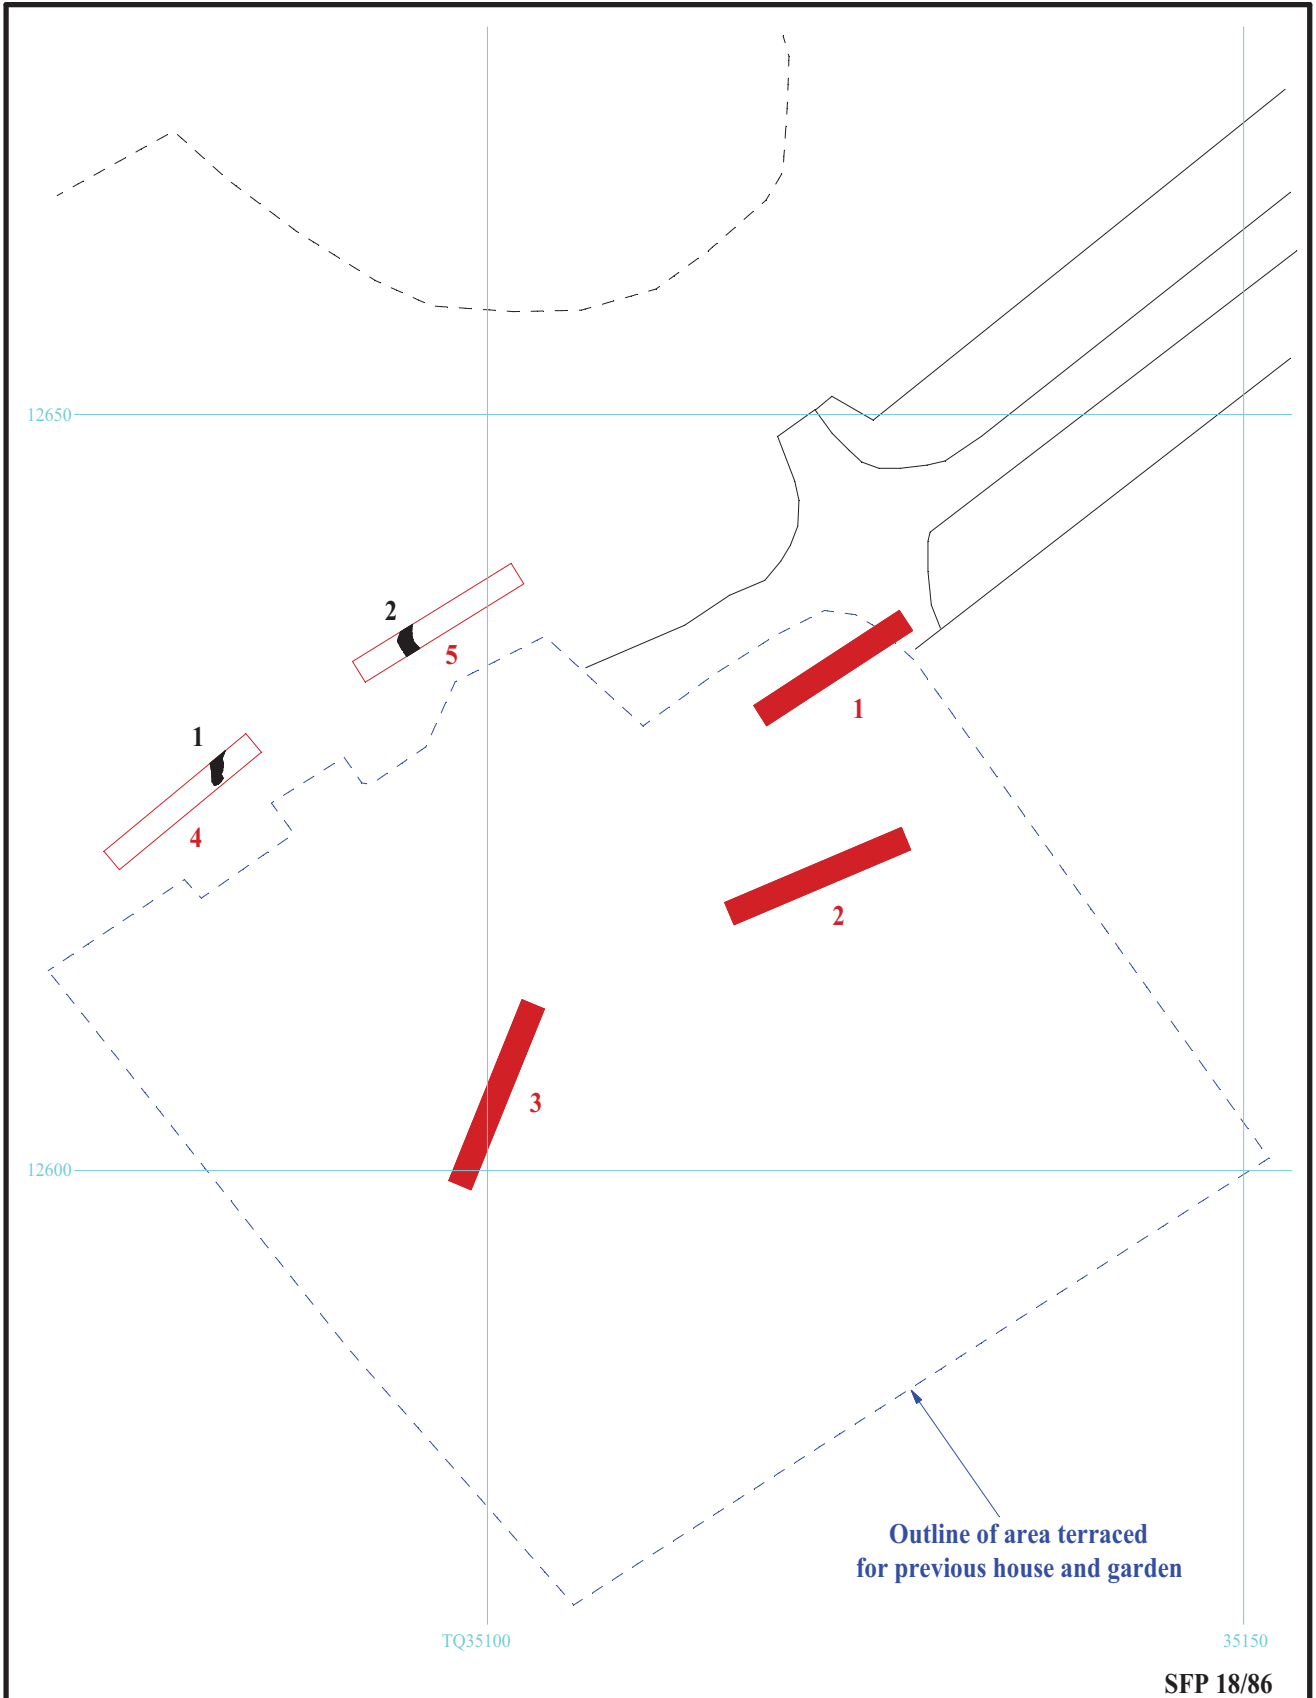 12650
2
5
1
1
4
2
3
12600
Outline of area terraced
for previous house and garden
TQ35100
35150
SFP 18/86